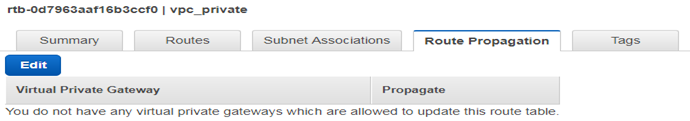 rtb-0d7963aaf16b3ccf0 | vpc_private
Summary Routes Subnet Associations Route Propagation Tags
Edit
Virtual Private Gateway Propagate
You do not have any virtual private gateways which are allowed to update this route table.